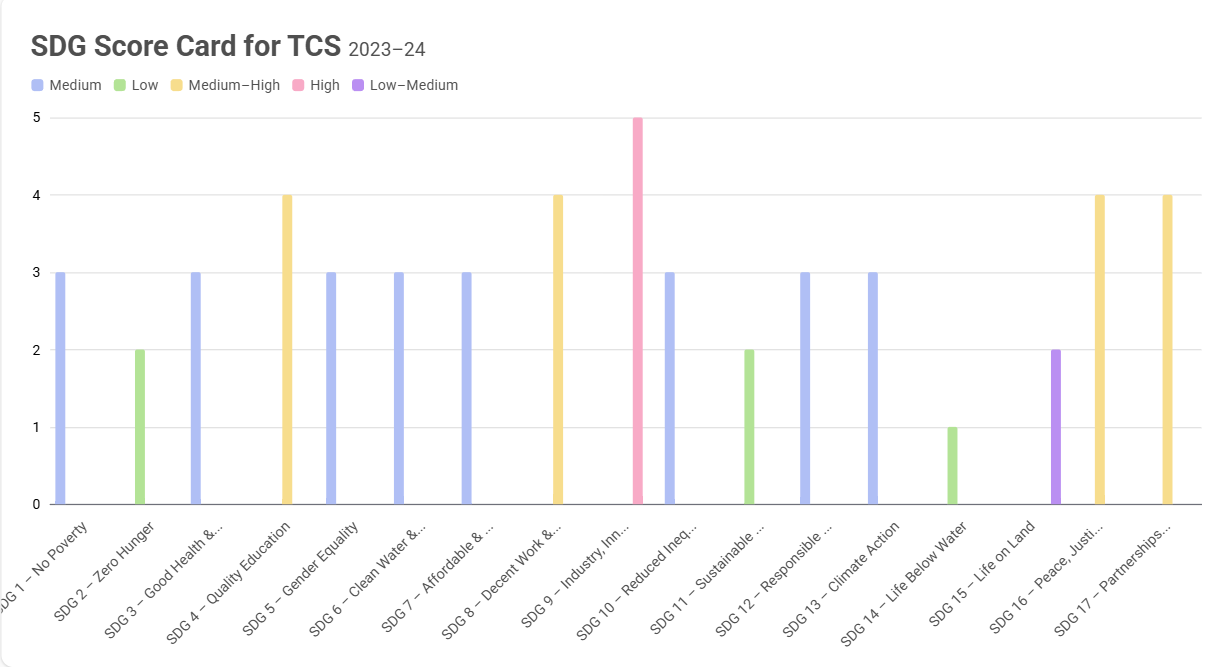 SDG Score Card for TCS 2023–24
Medium Low Medium–High High Low–Medium
5
4
3
2
1
0
DG 1 – No Poverty
SDG 2 – Zero Hunger
SDG 3 – Good Health &...
SDG 4 – Quality Education
SDG 5 – Gender Equality
SDG 6 – Clean Water &...
SDG 7 – Affordable & ...
SDG 8 – Decent Work &...
SDG 9 – Industry, Inn...
SDG 10 – Reduced Ineq...
SDG 11 – Sustainable ...
SDG 12 – Responsible ...
SDG 13 – Climate Action
SDG 14 – Life Below Water
SDG 15 – Life on Land
SDG 16 – Peace, Justi...
SDG 17 – Partnerships...